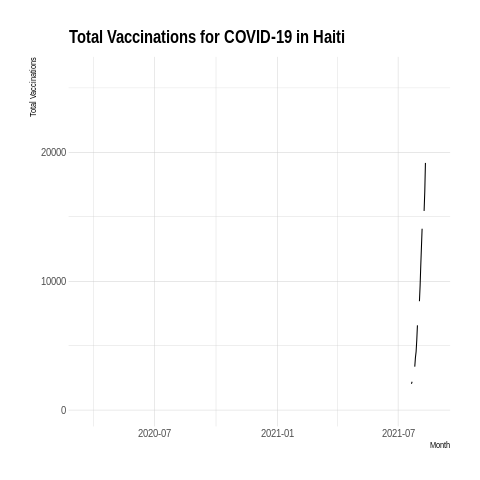 Total Vaccinations for COVID-19 in Haiti
Total Vaccinations
20000
10000
0
2020-07
2021-01
2021-07
Month